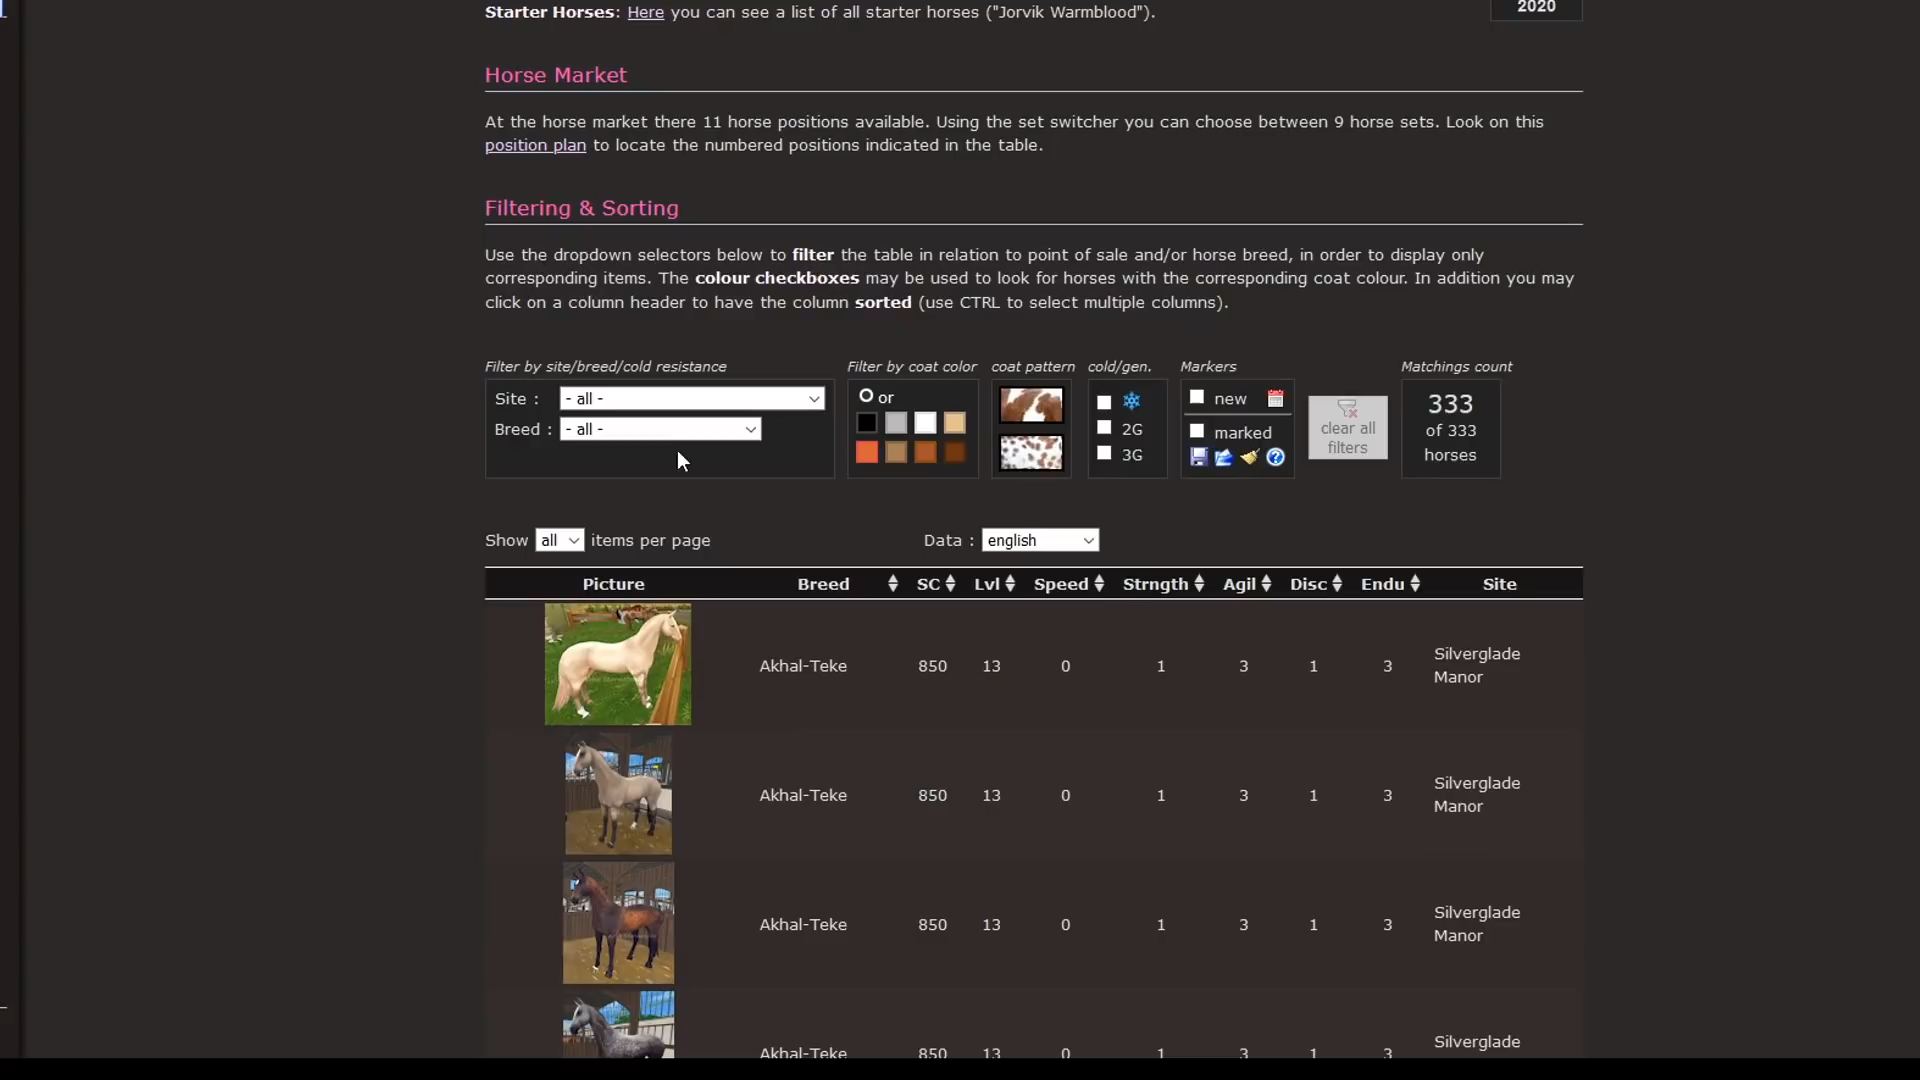 Starter Horses: Here you can see a list of all starter horses ("Jorvik Warmblood").
2020
Horse Market
At the horse market there 11 horse positions available. Using the set switcher you can choose between 9 horse sets. Look on this
position plan to locate the numbered positions indicated in the table.
Filtering & Sorting
Use the dropdown selectors below to filter the table in relation to point of sale and/or horse breed, in order to display only
corresponding items. The colour checkboxes may be used to look for horses with the corresponding coat colour. In addition you may
click on a column header to have the column sorted (use CTRL to select multiple columns).
Filter by site/breed/cold resistance Filter by coat color coat pattern cold/gen. Markers Matchings count
Site : - all - or new 333
Breed : - all - 2G marked clear all of 333
3G filters horses
Show all items per page Data : english
Picture Breed SC Lvl Speed Strngth Agil Disc Endu Site
Akhal-Teke 850 13 0 1 3 1 3 Silverglade
Manor
Akhal-Teke 850 13 0 1 3 1 3 Silverglade
Manor
Akhal-Teke 850 13 0 1 3 1 3 Silverglade
Manor
Akhal-Teke 850 13 0 1 3 1 3 Silverglade